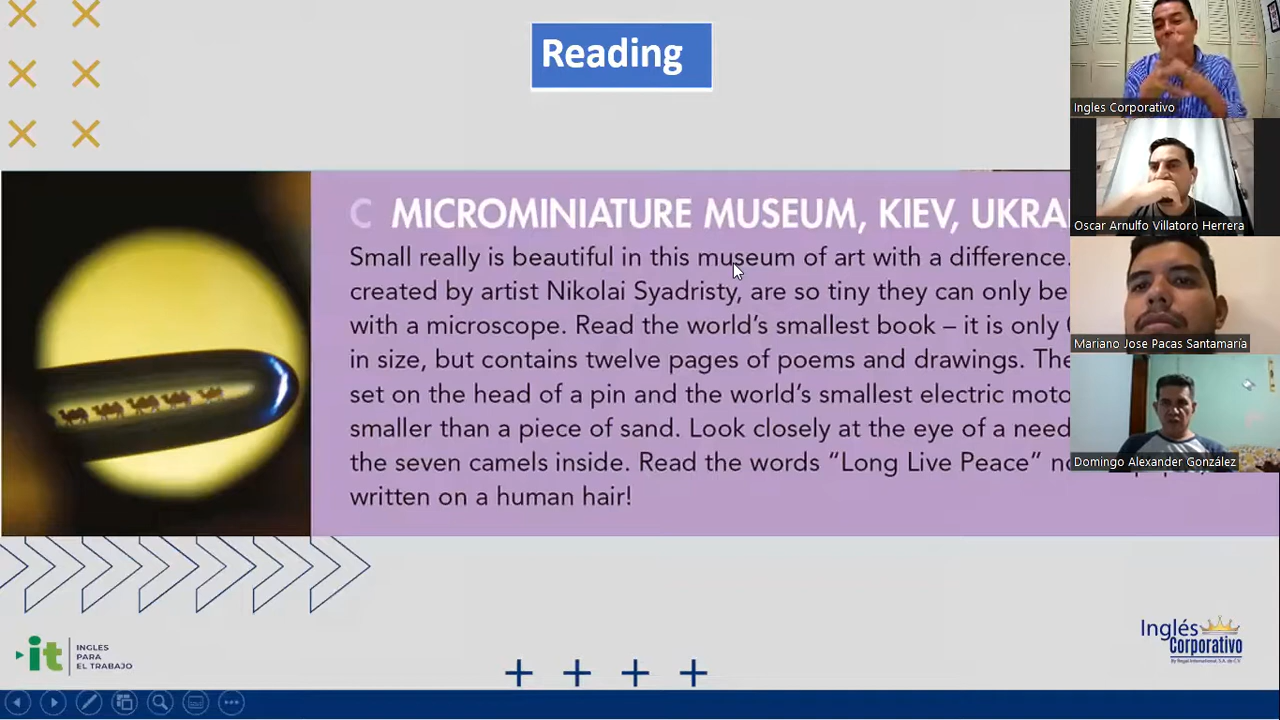 Reading
C MICROMINIATURE MUSEUM, KIEV, UKRA
Small really is beautiful in this museum of art with a difference.
created by artist Nikolai Syadristy, are so tiny they can only be
with a microscope. Read the world's smallest book – it is only
in size, but contains twelve pages of poems and drawings. The
set on the head of a pin and the world's smallest electric moto
smaller than a piece of sand. Look closely at the eye of a need
the seven camels inside. Read the words “Long Live Peace”
written on a human hair!
Ingles Corporativo
Oscar Arnulfo Villatoro Herrera
Mariano Jose Pacas Santamaría
Domingo Alexander González
it
INGLES
PARA
EL TRABAJO
Inglés
Corporativo